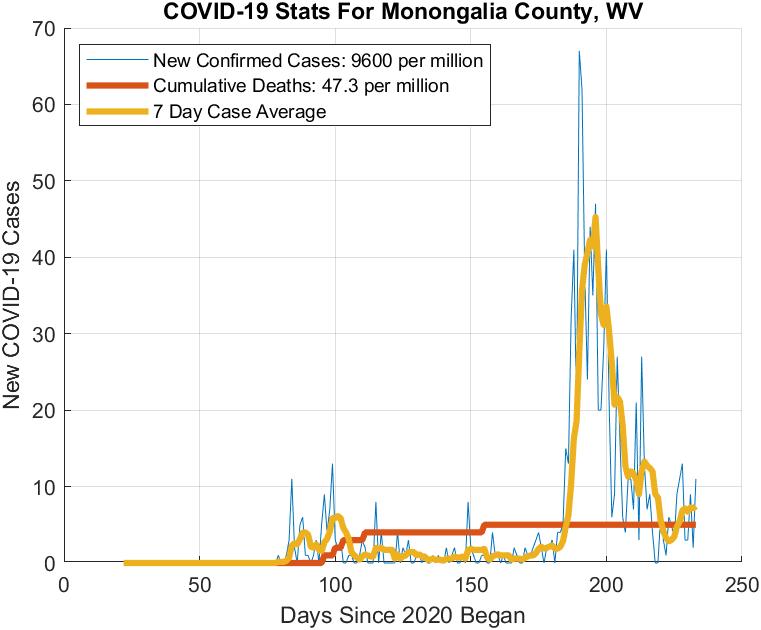 COVID-19 Stats For Monongalia County, WV
New Confirmed Cases: 9600 per million
Cumulative Deaths: 47.3 per million
7 Day Case Average
New COVID-19 Cases
70
60
50
40
30
20
10
0
0 50 100 150 200 250
Days Since 2020 Began